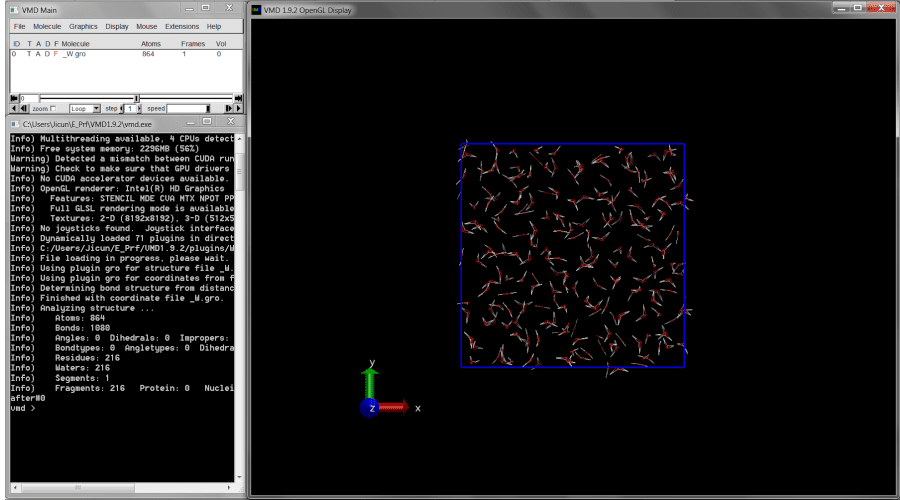 VMD Main
File Molecule Graphics Display Mouse Extensions Help
ID T A D F Molecule Atoms Frames Vol
0 T A D F _W gro 864 1 0
0
zoom Loop step 1 speed
C:\Users\Jicun\E_Prf\VMD1.9.2\vmd.exe
Info) Multithreading available, 4 CPUs detect
Info) Free system memory: 2296MB (56%)
Warning) Detected a mismatch between CUDA run
Warning) Check to make sure that GPU drivers
Info) No CUDA accelerator devices available.
Info) OpenGL renderer: Intel(R) HD Graphics
Info) Features: STENCIL MDE CVA MTX NPOT PP
Info) Full GLSL rendering mode is available
Info) Textures: 2-D (8192x8192), 3-D (512x5
Info) No joysticks found. Joystick interface
Info) Dynamically loaded 71 plugins in direct
Info) C:/Users/Jicun/E_Prf/VMD1.9.2/plugins/W
Info) File loading in progress, please wait.
Info) Using plugin gro for structure file _W.
Info) Using plugin gro for coordinates from f
Info) Determining bond structure from distanc
Info) Finished with coordinate file _W.gro.
Info) Analyzing structure ...
Info) Atoms: 864
Info) Bonds: 1080
Info) Angles: 0 Dihedrals: 0 Impropers:
Info) Bondtypes: 0 Angletypes: 0 Dihedra
Info) Residues: 216
Info) Waters: 216
Info) Segments: 1
Info) Fragments: 216 Protein: 0 Nuclei
after#0
vmd >
VMD 1.9.2 OpenGL Display
y
z
x